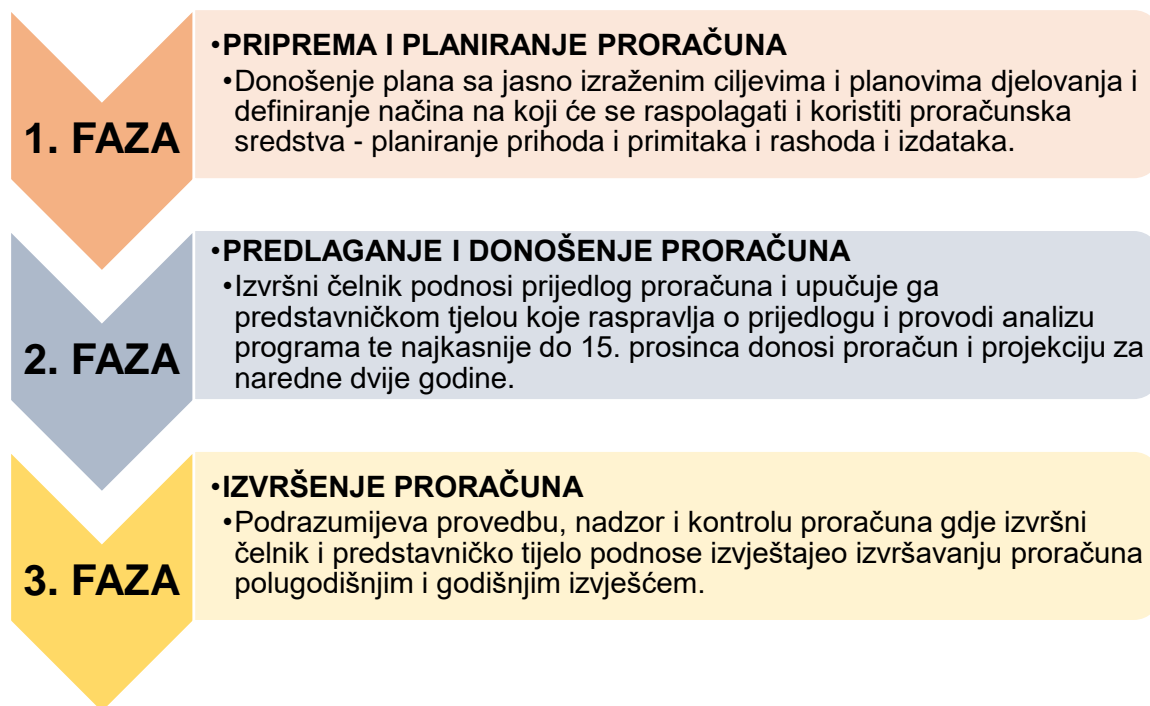 1. FAZA
•PRIPREMA I PLANIRANJE PRORAČUNA
•Donošenje plana sa jasno izraženim ciljevima i planovima djelovanja i
definiranje načina na koji će se raspolagati i koristiti proračunska
sredstva - planiranje prihoda i primitaka i rashoda i izdataka.
2. FAZA
•PREDLAGANJE I DONOŠENJE PRORAČUNA
•Izvršni čelnik podnosi prijedlog proračuna i upućuje ga
predstavničkom tjelou koje raspravlja o prijedlogu i provodi analizu
programa te najkasnije do 15. prosinca donosi proračun i projekciju za
naredne dvije godine.
3. FAZA
•IZVRŠENJE PRORAČUNA
•Podrazumijeva provedbu, nadzor i kontrolu proračuna gdje izvršni
čelnik i predstavničko tijelo podnose izvještajeo izvršavanju proračuna
polugodišnjim i godišnjim izvješćem.